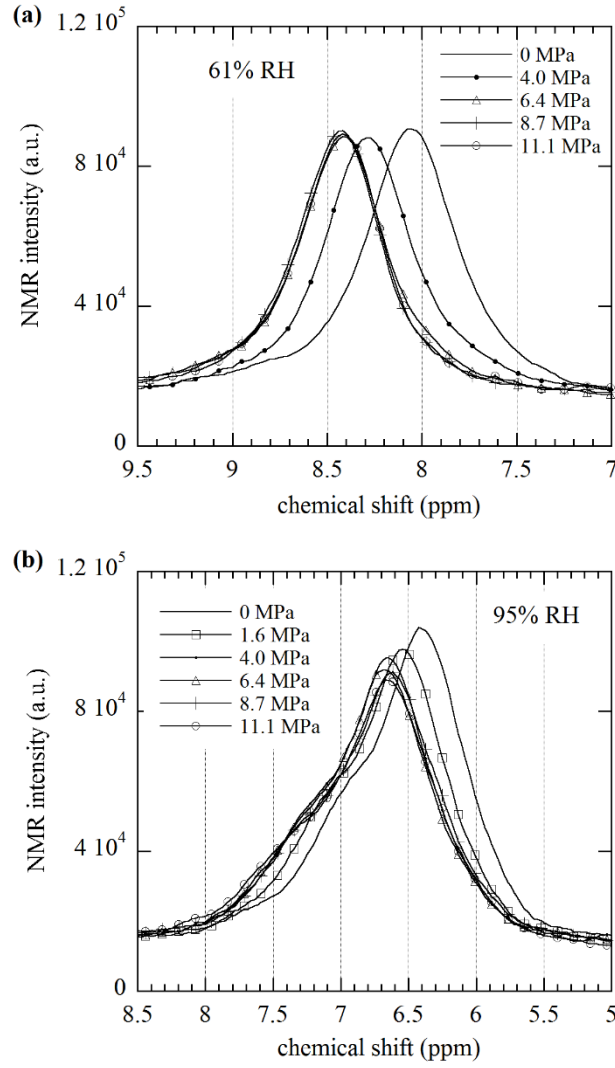 (a)
1.2 10⁵
61% RH
0 MPa
4.0 MPa
6.4 MPa
8.7 MPa
11.1 MPa
8 10⁴
NMR intensity (a.u.)
4 10⁴
0
9.5 9 8.5 8 7.5 7
chemical shift (ppm)
(b)
1.2 10⁵
0 MPa
1.6 MPa
4.0 MPa
6.4 MPa
8.7 MPa
11.1 MPa
95% RH
8 10⁴
NMR intensity (a.u.)
4 10⁴
0
8.5 8 7.5 7 6.5 6 5.5 5
chemical shift (ppm)